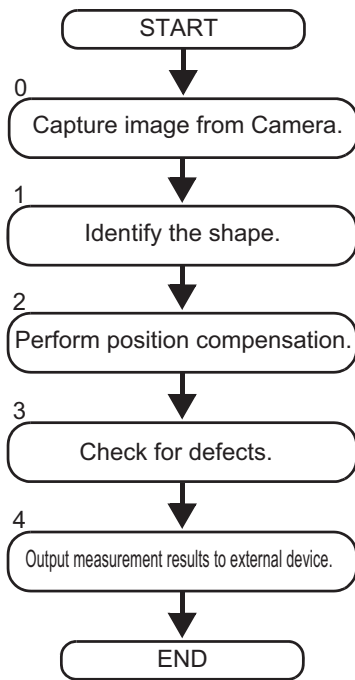 START
0
Capture image from Camera.
1
Identify the shape.
2
Perform position compensation.
3
Check for defects.
4
Output measurement results to external device.
END